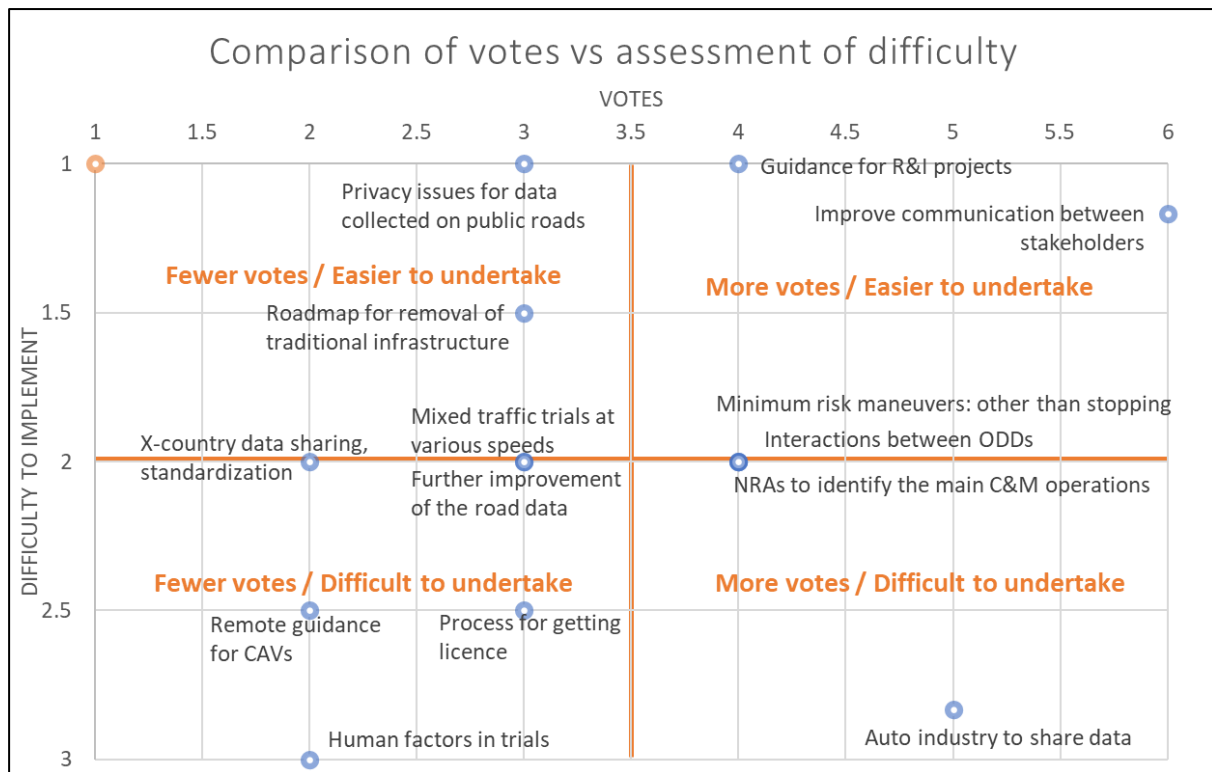 Comparison of votes vs assessment of difficulty
VOTES
1 1.5 2 2.5 3 3.5 4 4.5 5 5.5 6
DIFFICULTY TO IMPLEMENT
1
Guidance for R&I projects
Privacy issues for data
collected on public roads
Improve communication between
stakeholders
Fewer votes / Easier to undertake
More votes / Easier to undertake
1.5
Roadmap for removal of
traditional infrastructure
Minimum risk maneuvers: other than stopping
Mixed traffic trials at
various speeds
Interactions between ODDs
X-country data sharing,
standardization
2
Further improvement
of the road data
NRAs to identify the main C&M operations
Fewer votes / Difficult to undertake
More votes / Difficult to undertake
2.5
Remote guidance
for CAVs
Process for getting
licence
Human factors in trials
Auto industry to share data
3